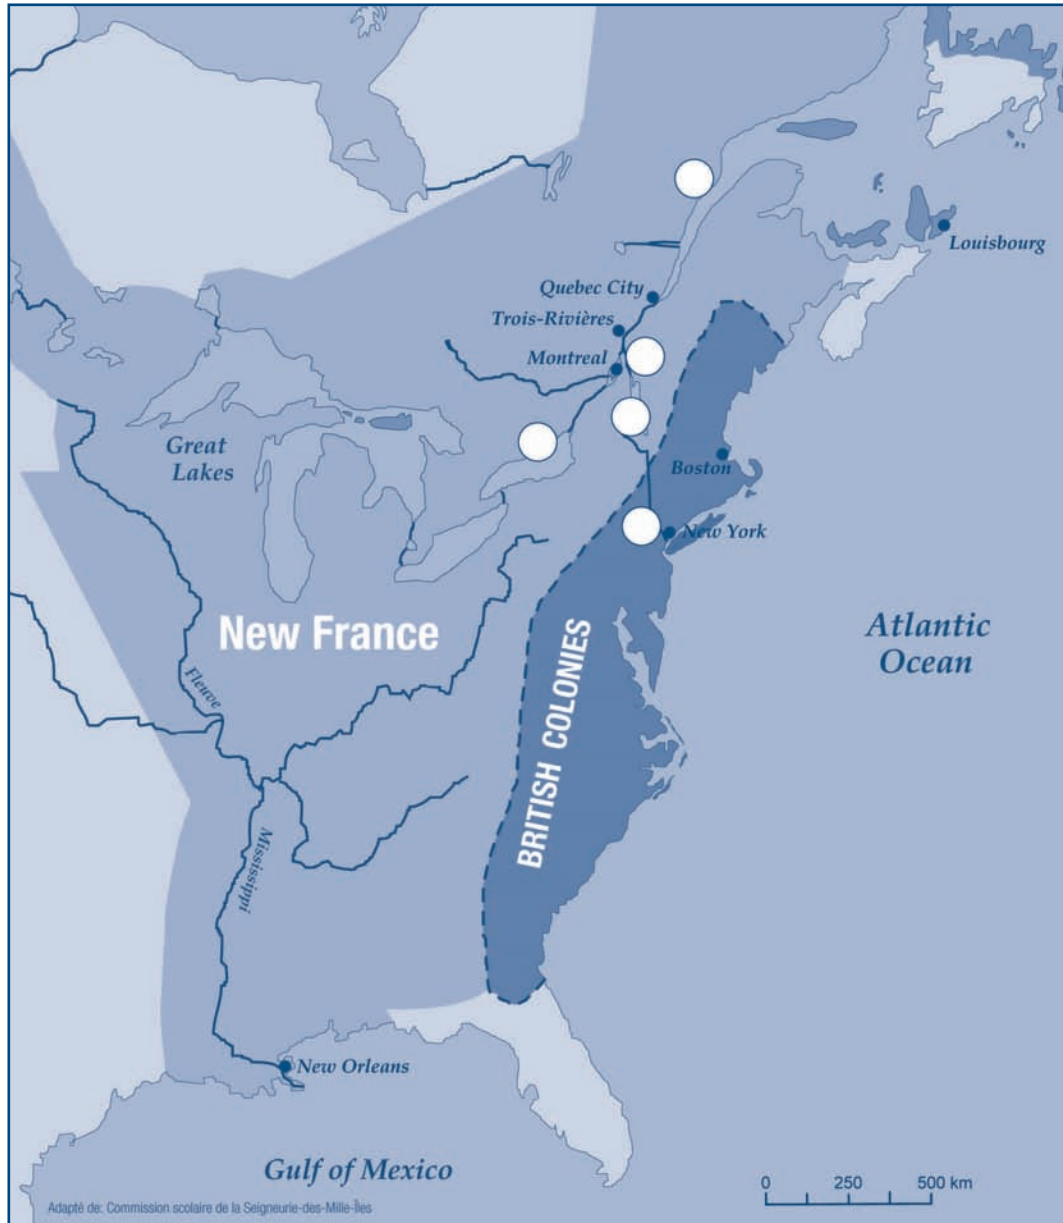 Louisbourg
Quebec City
Trois-Rivières
Montreal
Great
Lakes
Boston
New York
New France
Atlantic
Ocean
Fleuve
BRITISH COLONIES
Mississippi
New Orleans
Gulf of Mexico
0 250 500 km
Adapté de: Commission scolaire de la Seigneurie-des-Mille-Îles